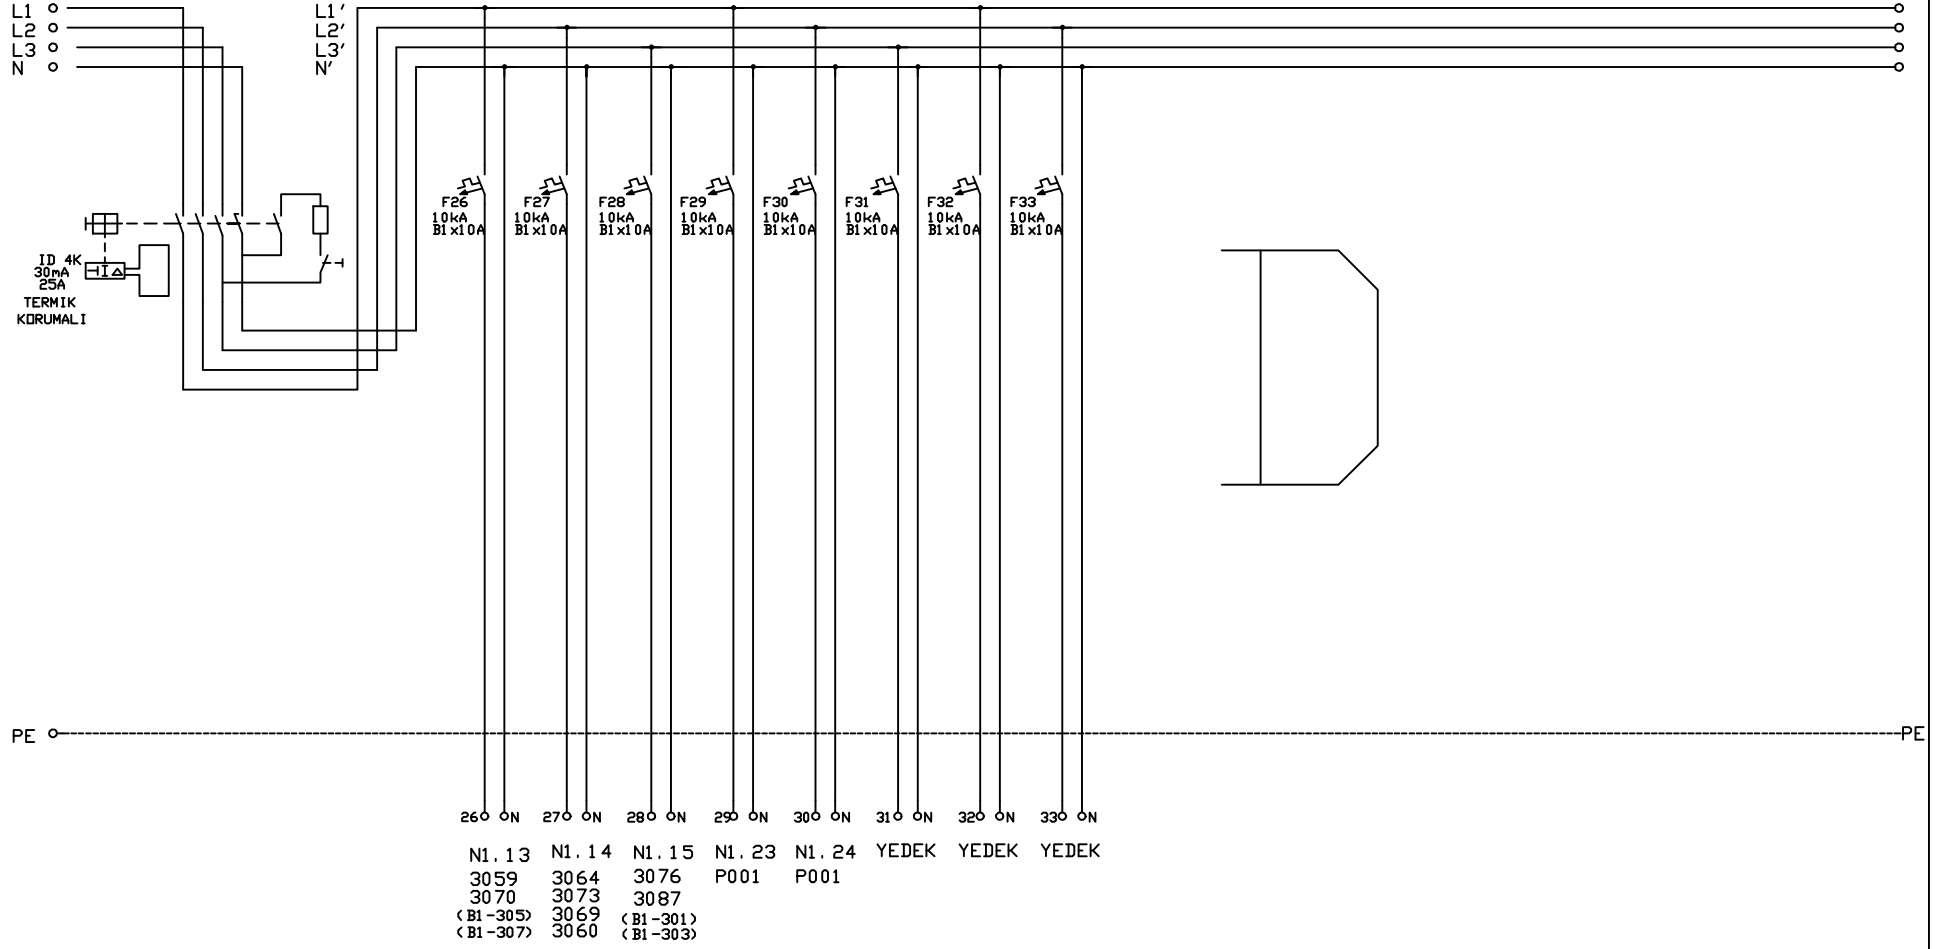 L1
L1'
L2
L2'
L3
L3'
N
N'
F26
10kA
B1x10A
F27
10kA
B1x10A
F28
10kA
B1x10A
F29
10kA
B1x10A
F30
10kA
B1x10A
F31
10kA
B1x10A
F32
10kA
B1x10A
F33
10kA
B1x10A
ID 4K
30mA
25A
TERMIK
KORUMALI
PE
PE
26 N
27 N
28 N
29 N
30 N
31 N
32 N
33 N
N1.13
3059
3070
(B1-305)
(B1-307)
N1.14
3064
3073
3069
3060
N1.15
3076
3087
(B1-301)
(B1-303)
N1.23
P001
N1.24
P001
YEDEK
YEDEK
YEDEK